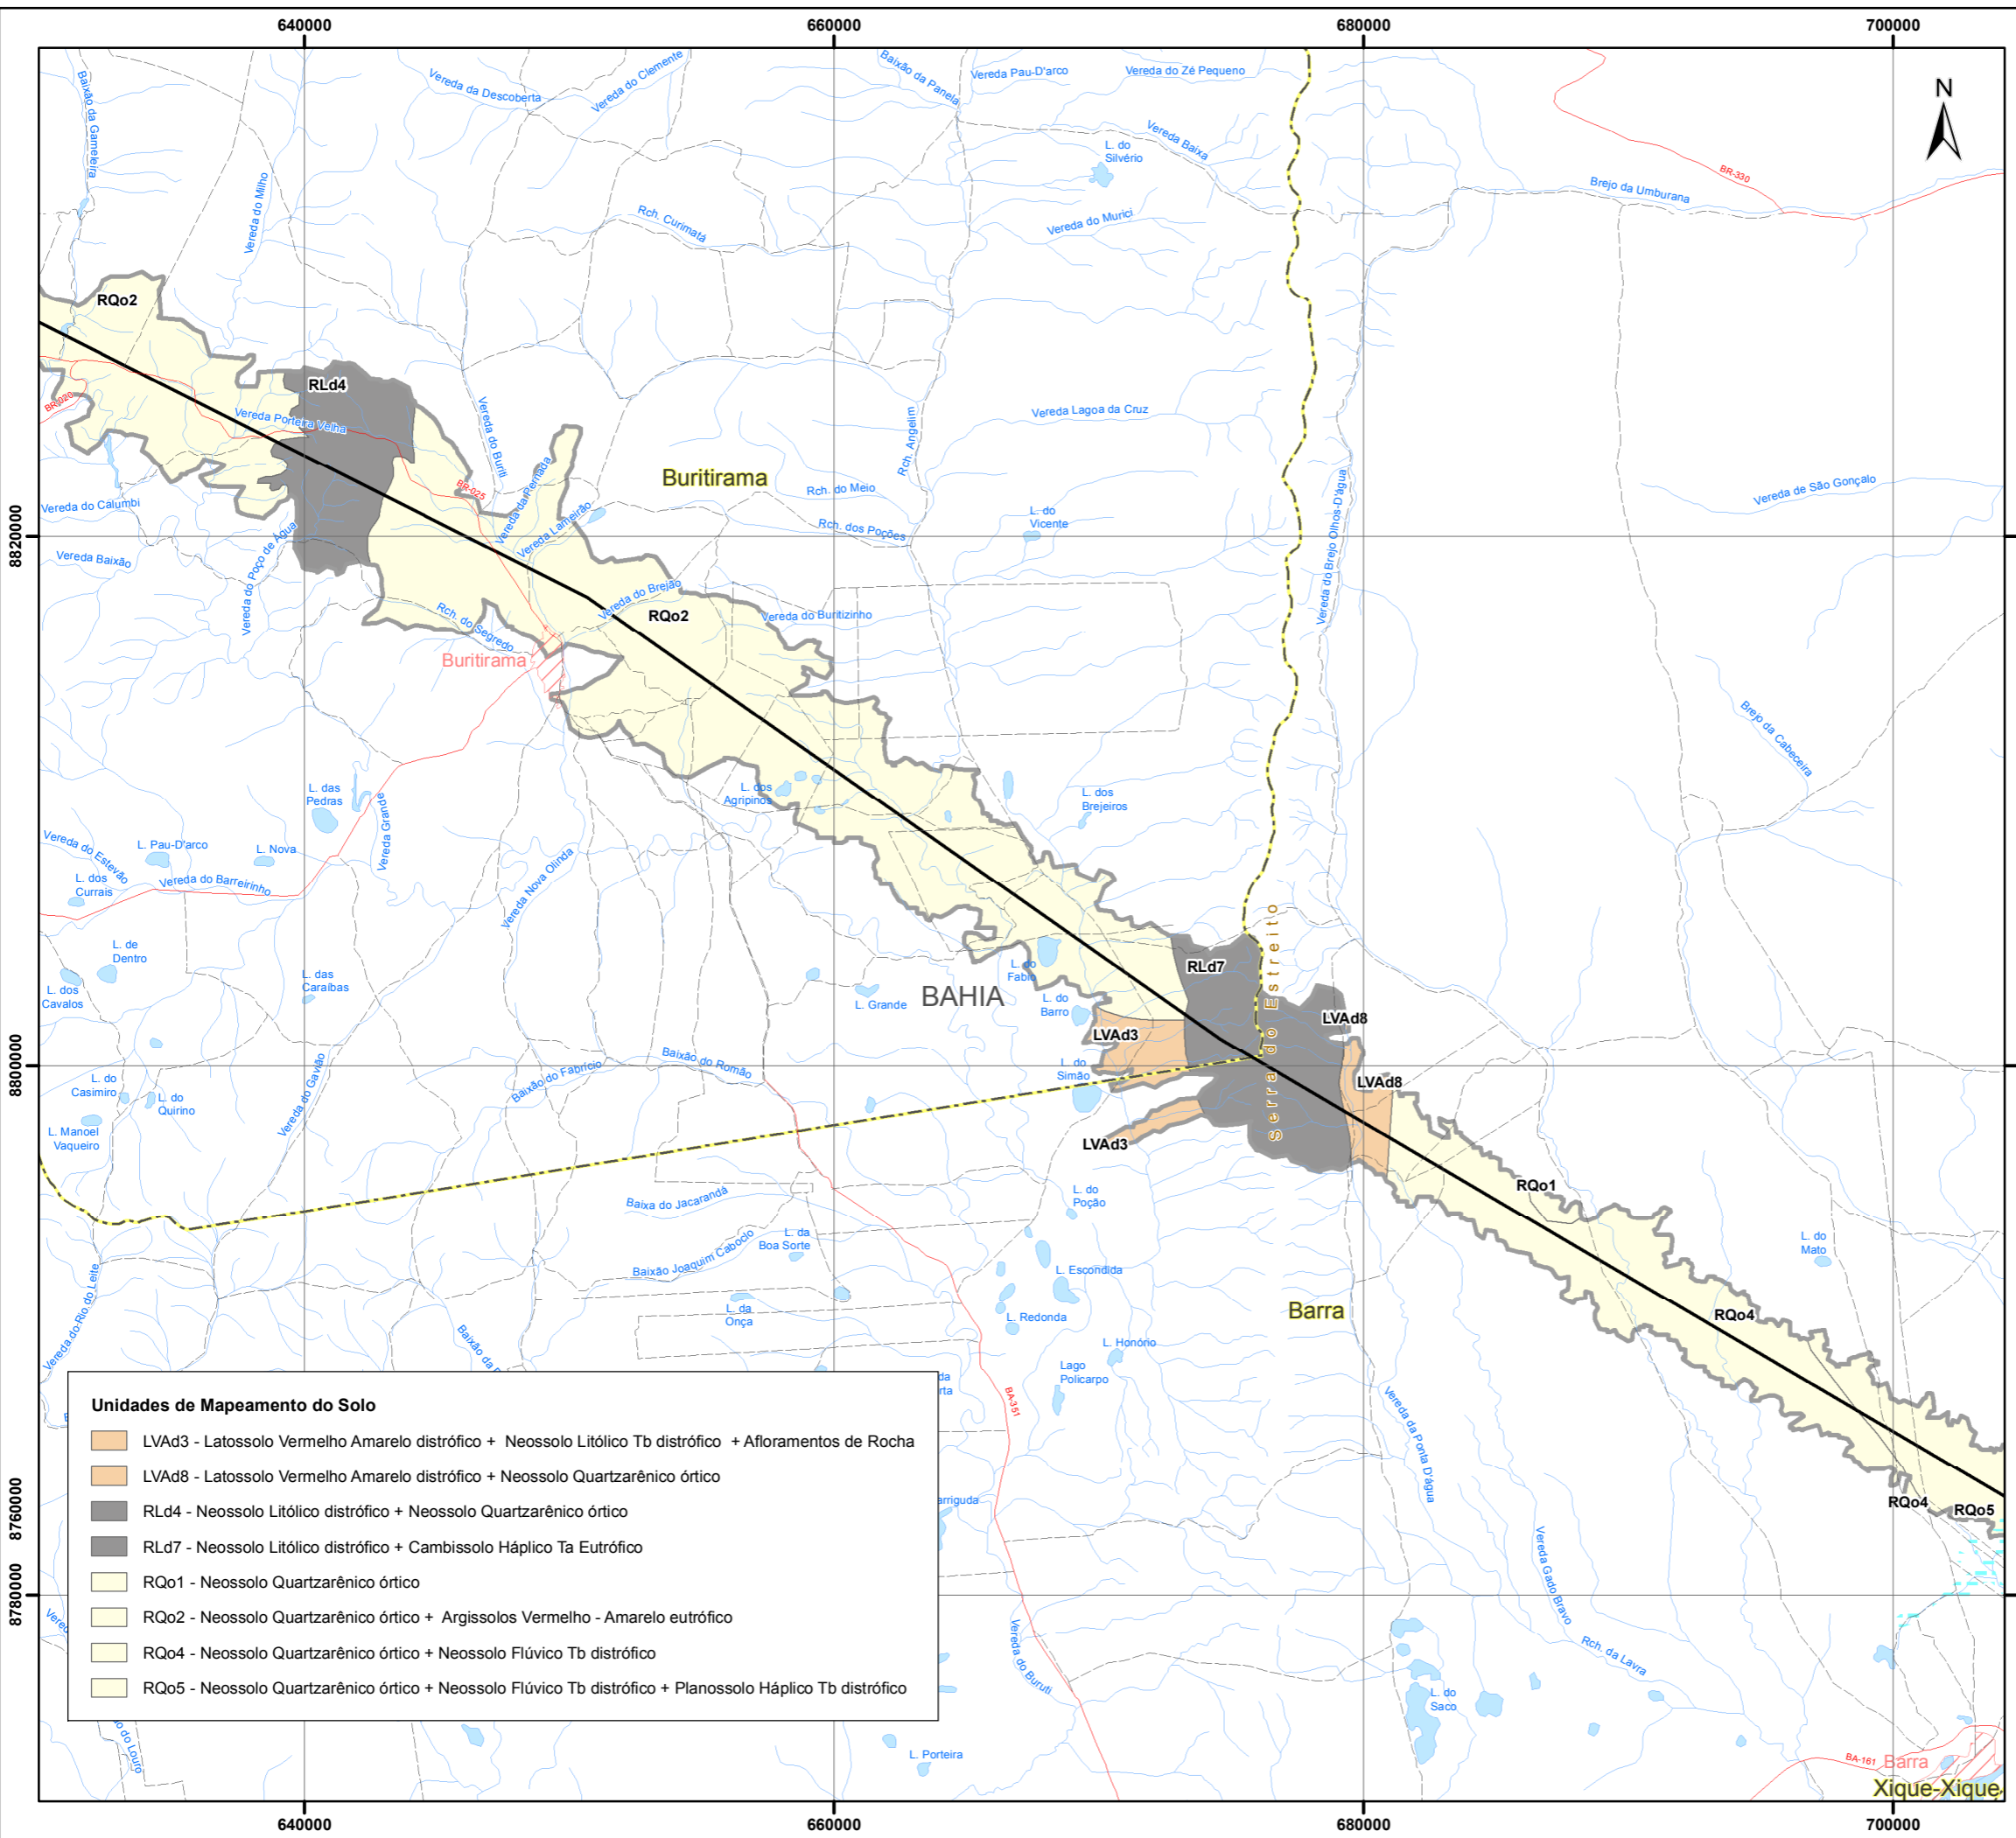 640000
660000
680000
700000
Baixão da Gameleira
Vereda da Descoberta
Vereda do Clemente
Baixão da Panela
Vereda Pau-D'arco
Vereda do Zé Pequeno
N
Vereda do Milho
Vereda Baixa
L. do
Silvério
BR-330
Brejo da Umburana
Rch. Curimatá
Vereda do Murici
RQo2
RLd4
BR-020
Vereda Porteira Velha
Vereda do Buriti
Rch. Angelim
Vereda Lagoa da Cruz
Buritirama
BR-025
Vereda da Pernada
Vereda Lameirão
Rch. do Meio
Rch. dos Poções
L. do
Vicente
Vereda do Brejo Olhos-D'água
Vereda de São Gonçalo
Vereda do Calumbi
Vereda Baixão
Vereda do Poço de Água
8820000
Rch. do Segredo
Vereda do Brejão
RQo2
Vereda do Buritizinho
Buritirama
Brejo da Cabeceira
L. das
Pedras
Vereda Grande
L. dos
Agripinos
L. dos
Brejeiros
Vereda do Estevão
L. Pau-D'arco
L. Nova
L. dos
Currais
Vereda do Barreirinho
Vereda Nova Olinda
L. de
Dentro
L. dos
Cavalos
L. das
Caraíbas
L. Grande
BAHIA
L. do
Fabio
L. do
Barro
RLd7
Serra do Estreito
LVAd8
LVAd3
8800000
L. do
Casimiro
L. do
Quirino
L. Manoel
Vaqueiro
Vereda do Gavião
Baixão do Fabrício
Baixão do Romão
L. do
Simão
LVAd8
LVAd3
RQo1
Baixa do Jacarandá
L. do
Poção
L. da
Boa Sorte
Baixão Joaquim Caboclo
L. Escondida
L. do
Mato
Vereda do Rio do Leite
L. da
Onça
L. Redonda
Barra
RQo4
Baixão da
L. Honório
Lago
Policarpo
BA-351
Vereda da Ponta D'água
Unidades de Mapeamento do Solo
LVAd3 - Latossolo Vermelho Amarelo distrófico + Neossolo Litólico Tb distrófico + Afloramentos de Rocha
LVAd8 - Latossolo Vermelho Amarelo distrófico + Neossolo Quartzarênico órtico
RLd4 - Neossolo Litólico distrófico + Neossolo Quartzarênico órtico
RLd7 - Neossolo Litólico distrófico + Cambissolo Háplico Ta Eutrófico
RQo1 - Neossolo Quartzarênico órtico
RQo2 - Neossolo Quartzarênico órtico + Argissolos Vermelho - Amarelo eutrófico
RQo4 - Neossolo Quartzarênico órtico + Neossolo Flúvico Tb distrófico
RQo5 - Neossolo Quartzarênico órtico + Neossolo Flúvico Tb distrófico + Planossolo Háplico Tb distrófico
8760000
8780000
RQo4
RQo5
Vereda Gado Bravo
Rch. da Lavra
Vereda do Buruti
L. do
Saco
do Louro
L. Porteira
BA-161
Barra
Xique-Xique
640000
660000
680000
700000